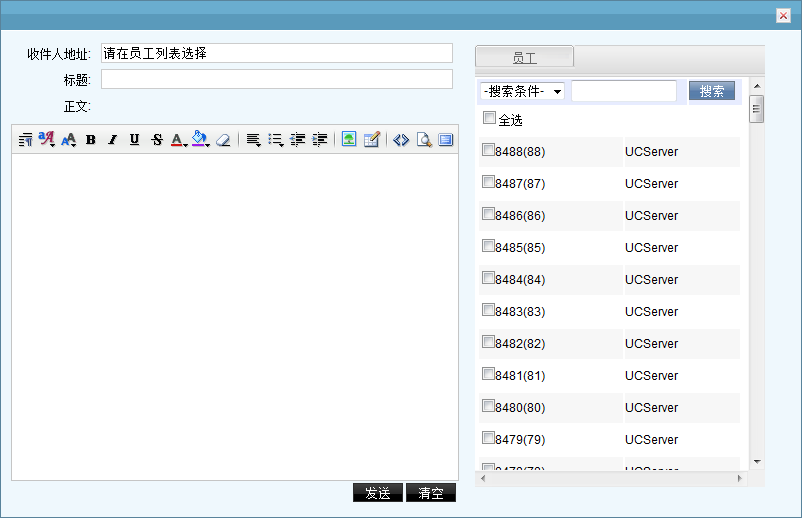 收件人地址: 请在员工列表选择
标题:
正文:
发送 清空
员工
-搜索条件- 搜索
全选
8488(88) UCServer
8487(87) UCServer
8486(86) UCServer
8485(85) UCServer
8484(84) UCServer
8483(83) UCServer
8482(82) UCServer
8481(81) UCServer
8480(80) UCServer
8479(79) UCServer